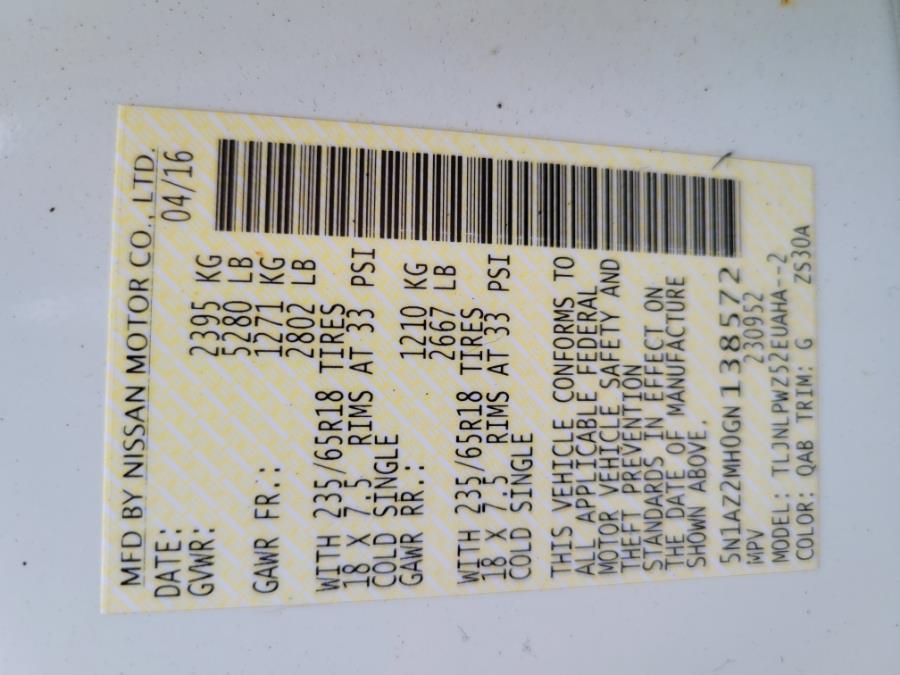 MFD BY NISSAN MOTOR CO., LTD.
DATE: 04/16
GVWR: 2395 KG
5280 LB
GAWR FR.: 1271 KG
2802 LB
WITH 235/65R18 TIRES
18 X 7.5 RIMS AT 33 PSI
COLD SINGLE
GAWR RR.: 1210 KG
2667 LB
WITH 235/65R18 TIRES
18 X 7.5 RIMS AT 33 PSI
COLD SINGLE
THIS VEHICLE CONFORMS TO
ALL APPLICABLE FEDERAL
MOTOR VEHICLE SAFETY AND
THEFT PREVENTION
STANDARDS IN EFFECT ON
THE DATE OF MANUFACTURE
SHOWN ABOVE.
5N1AZ2MH0GN138572
MPV 230952
MODEL: TLJNLPWZ52EUAHA--2
COLOR: QAB TRIM: G ZS30A